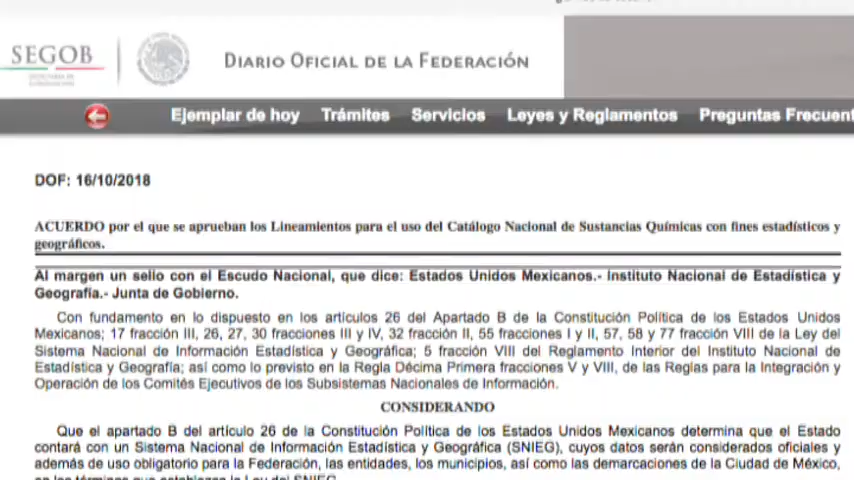 SEGOB
DIARIO OFICIAL DE LA FEDERACIÓN
Ejemplar de hoy Trámites Servicios Leyes y Reglamentos Preguntas Frecuent
DOF: 16/10/2018
ACUERDO por el que se aprueban los Lineamientos para el uso del Catálogo Nacional de Sustancias Químicas con fines estadísticos y
geográficos.
Al margen un sello con el Escudo Nacional, que dice: Estados Unidos Mexicanos.- Instituto Nacional de Estadística y
Geografía.- Junta de Gobierno.
Con fundamento en lo dispuesto en los artículos 26 del Apartado B de la Constitución Política de los Estados Unidos
Mexicanos; 17 fracción III, 26, 27, 30 fracciones III y IV, 32 fracción II, 55 fracciones I y II, 57, 58 y 77 fracción VIII de la Ley del
Sistema Nacional de Información Estadística y Geográfica; 5 fracción VIII del Reglamento Interior del Instituto Nacional de
Estadística y Geografía; así como lo previsto en la Regla Décima Primera fracciones V y VIII, de las Reglas para la Integración y
Operación de los Comités Ejecutivos de los Subsistemas Nacionales de Información.
CONSIDERANDO
Que el apartado B del artículo 26 de la Constitución Política de los Estados Unidos Mexicanos determina que el Estado
contará con un Sistema Nacional de Información Estadística y Geográfica (SNIEG), cuyos datos serán considerados oficiales y
además de uso obligatorio para la Federación, las entidades, los municipios, así como las demarcaciones de la Ciudad de México,